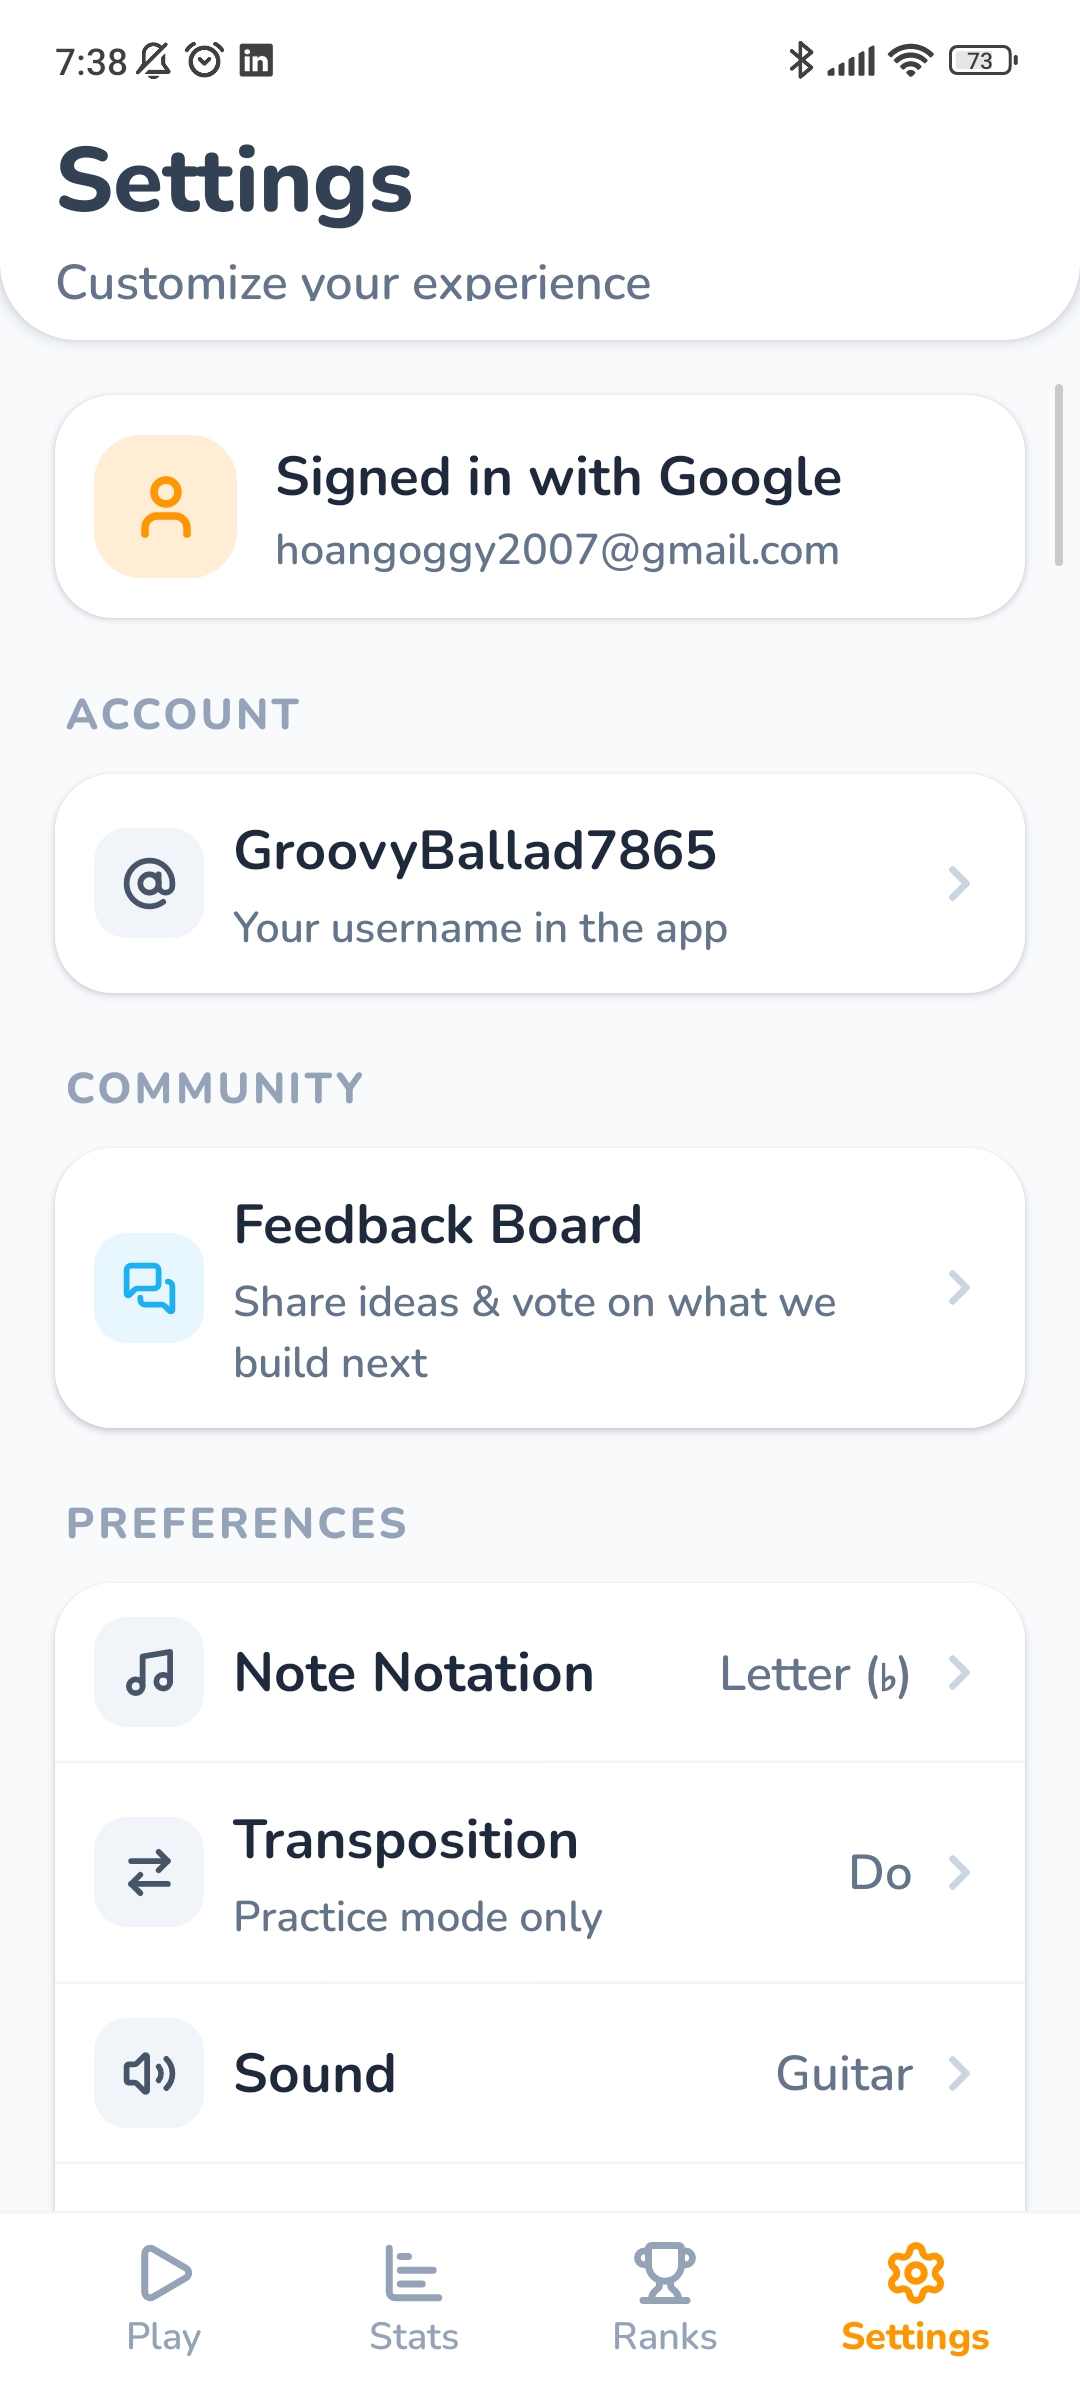 7:38
73
Settings
Customize your experience
Signed in with Google
hoangoggy2007@gmail.com
ACCOUNT
GroovyBallad7865
Your username in the app
COMMUNITY
Feedback Board
Share ideas & vote on what we
build next
PREFERENCES
Note Notation
Letter (♭)
Transposition
Practice mode only
Do
Sound
Guitar
Play
Stats
Ranks
Settings